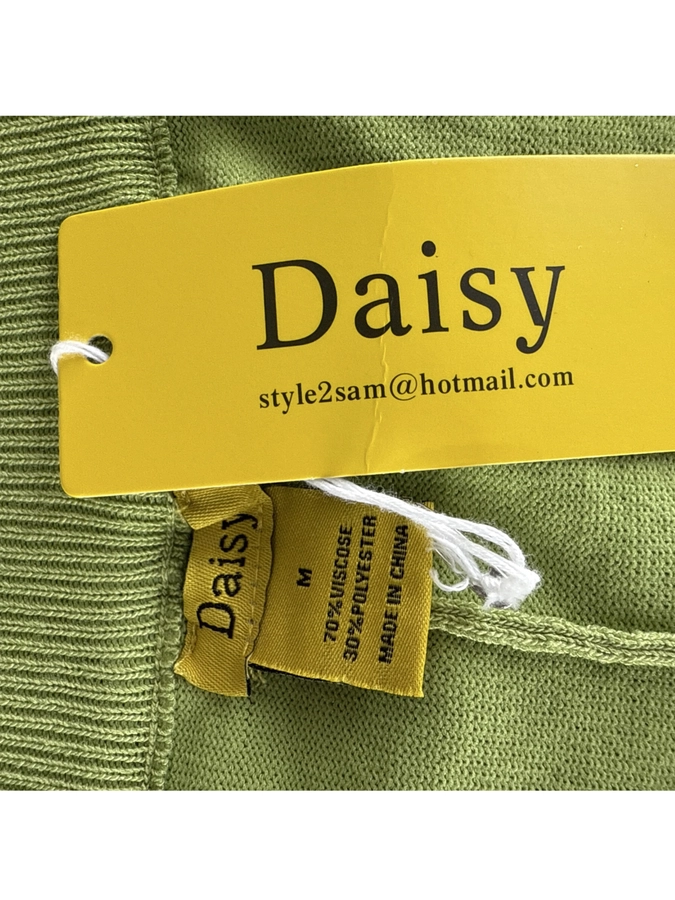 Daisy
style2sam@hotmail.com
Daisy
M
70%VISCOSE
30%POLYESTER
MADE IN CHINA